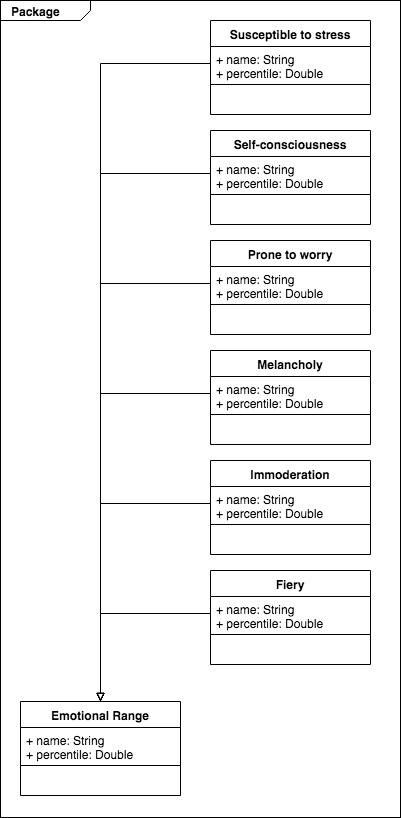 Package
Susceptible to stress
+ name: String
+ percentile: Double
Self-consciousness
+ name: String
+ percentile: Double
Prone to worry
+ name: String
+ percentile: Double
Melancholy
+ name: String
+ percentile: Double
Immoderation
+ name: String
+ percentile: Double
Fiery
+ name: String
+ percentile: Double
Emotional Range
+ name: String
+ percentile: Double